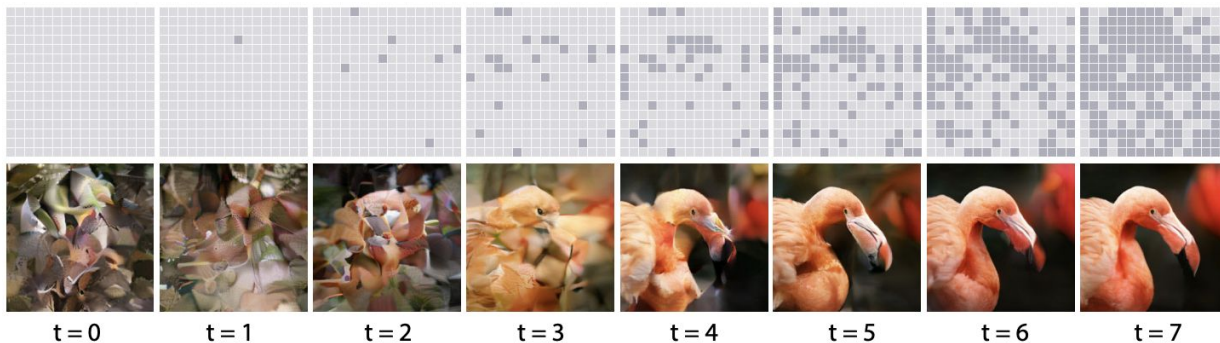 t = 0 t = 1 t = 2 t = 3 t = 4 t = 5 t = 6 t = 7